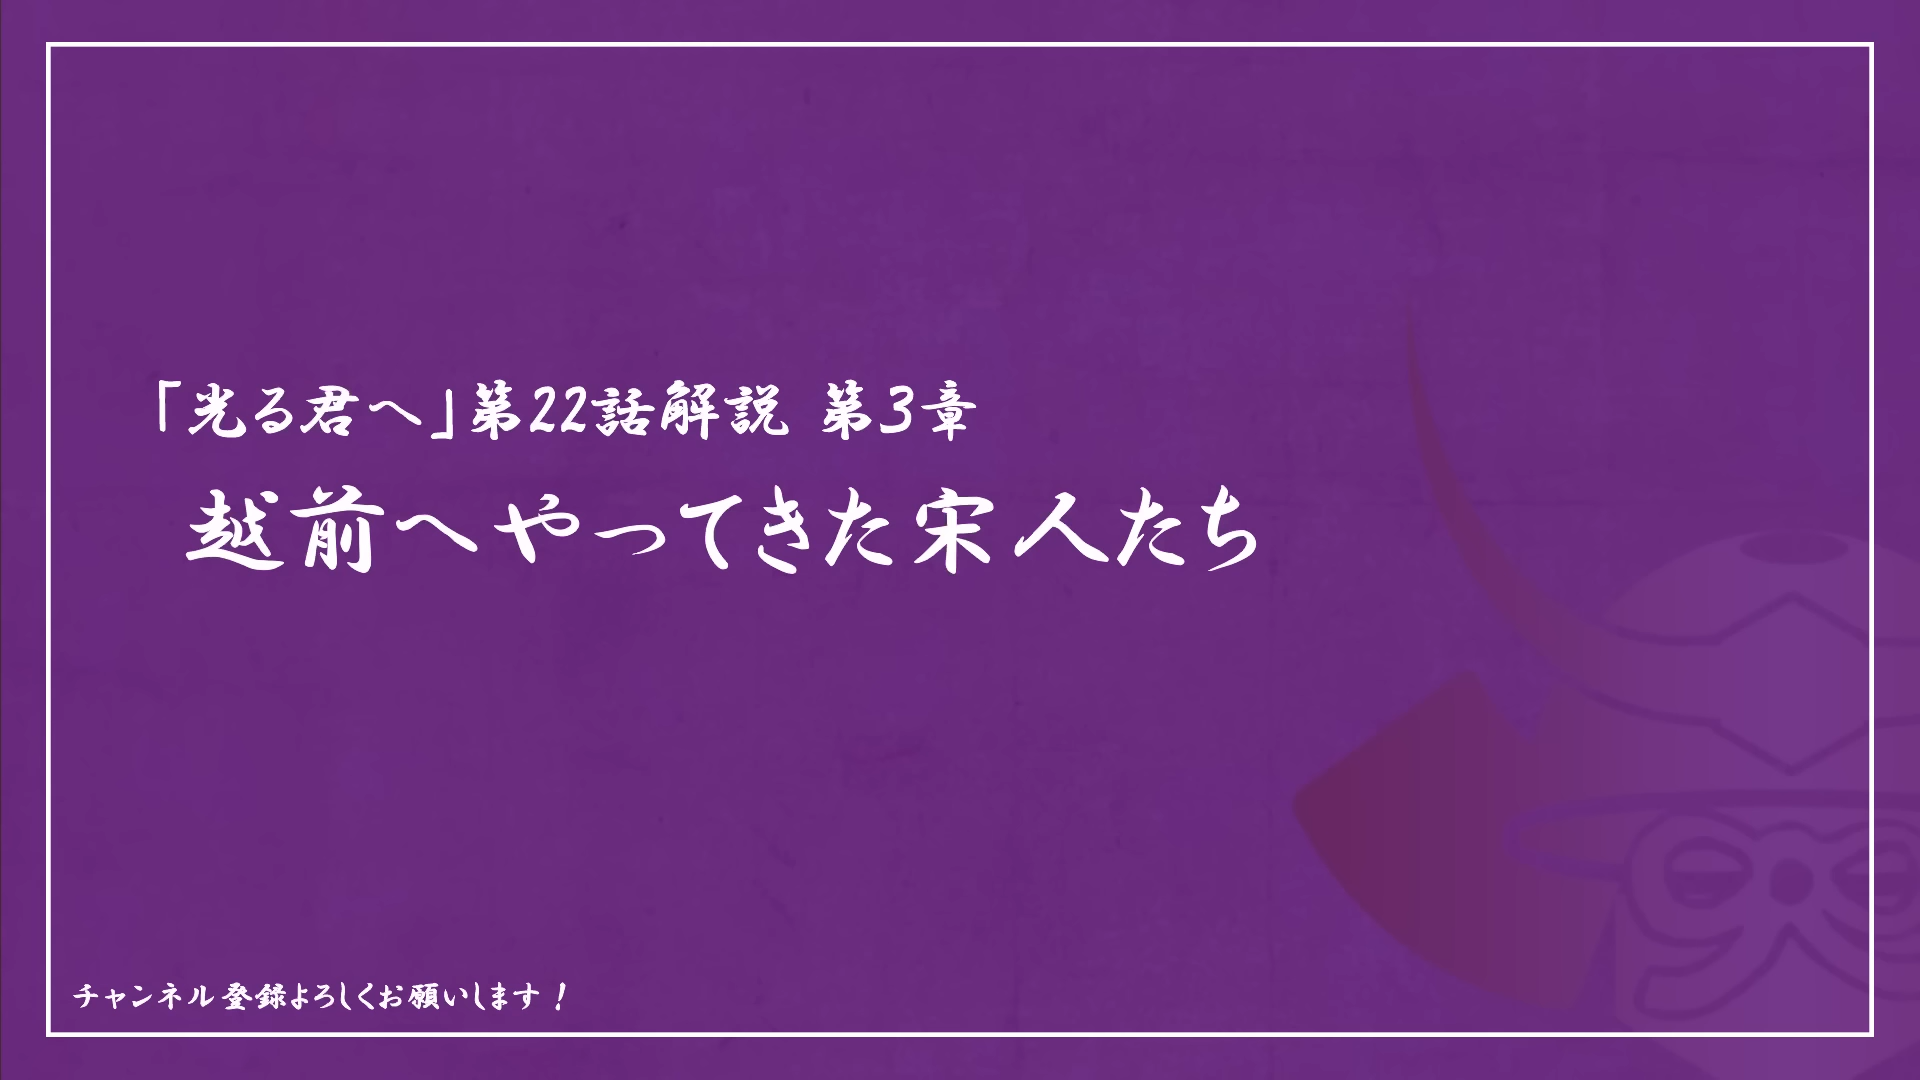 「光る君へ」第22話解説 第3章
越前へやってきた宋人たち
チャンネル登録よろしくお願いします！